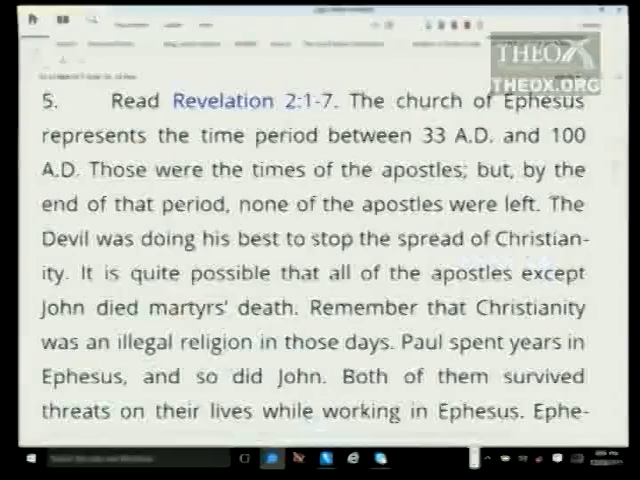 THEOX
THEOX.ORG
5. Read Revelation 2:1-7. The church of Ephesus
represents the time period between 33 A.D. and 100
A.D. Those were the times of the apostles; but, by the
end of that period, none of the apostles were left. The
Devil was doing his best to stop the spread of Christian-
ity. It is quite possible that all of the apostles except
John died martyrs' death. Remember that Christianity
was an illegal religion in those days. Paul spent years in
Ephesus, and so did John. Both of them survived
threats on their lives while working in Ephesus. Ephe-